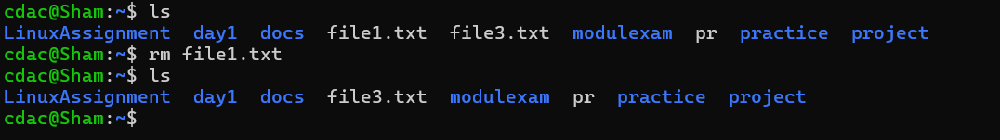 cdac@Sham:~$ ls
LinuxAssignment  day1  docs  file1.txt  file3.txt  modulexam  pr  practice  project
cdac@Sham:~$ rm file1.txt
cdac@Sham:~$ ls
LinuxAssignment  day1  docs  file3.txt  modulexam  pr  practice  project
cdac@Sham:~$